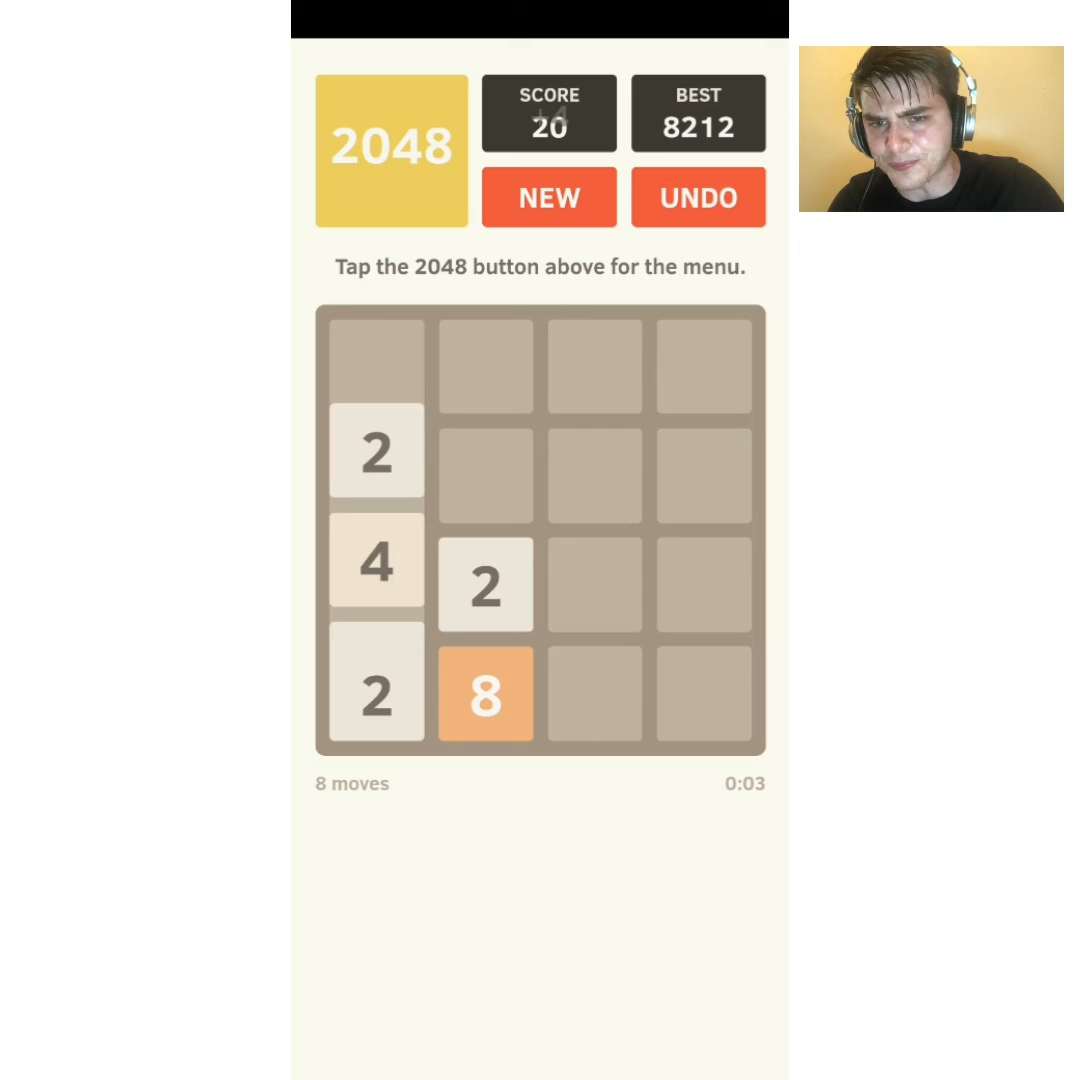 2048
SCORE
+4
20
BEST
8212
NEW
UNDO
Tap the 2048 button above for the menu.
2
4
2
2
8
8 moves
0:03